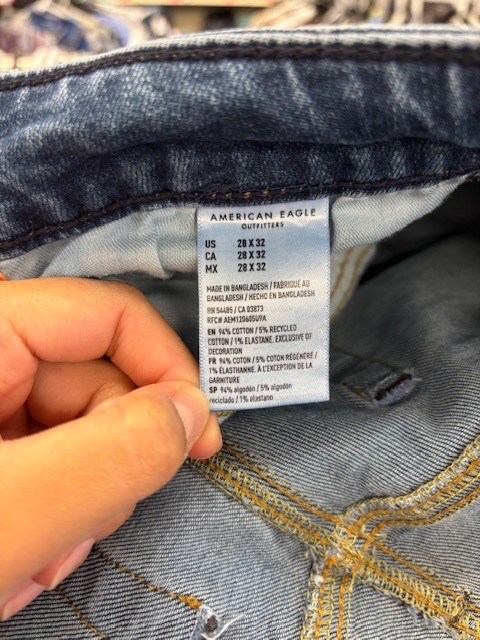 AMERICAN EAGLE
OUTFITTERS
US 28 X 32
CA 28 X 32
MX 28 X 32
MADE IN BANGLADESH / FABRIQUÉ AU
BANGLADESH / HECHO EN BANGLADESH
RN 54485 / CA 03873
RFC# AEM120605U9A
EN 94% COTTON / 5% RECYCLED
COTTON / 1% ELASTANE. EXCLUSIVE OF
DECORATION
FR 94% COTON / 5% COTON RÉGÉNÉRÉ /
1% ÉLASTHANNE. À L'EXCEPTION DE LA
GARNITURE
SP 94% algodón / 5% algodón
reciclado / 1% elastano